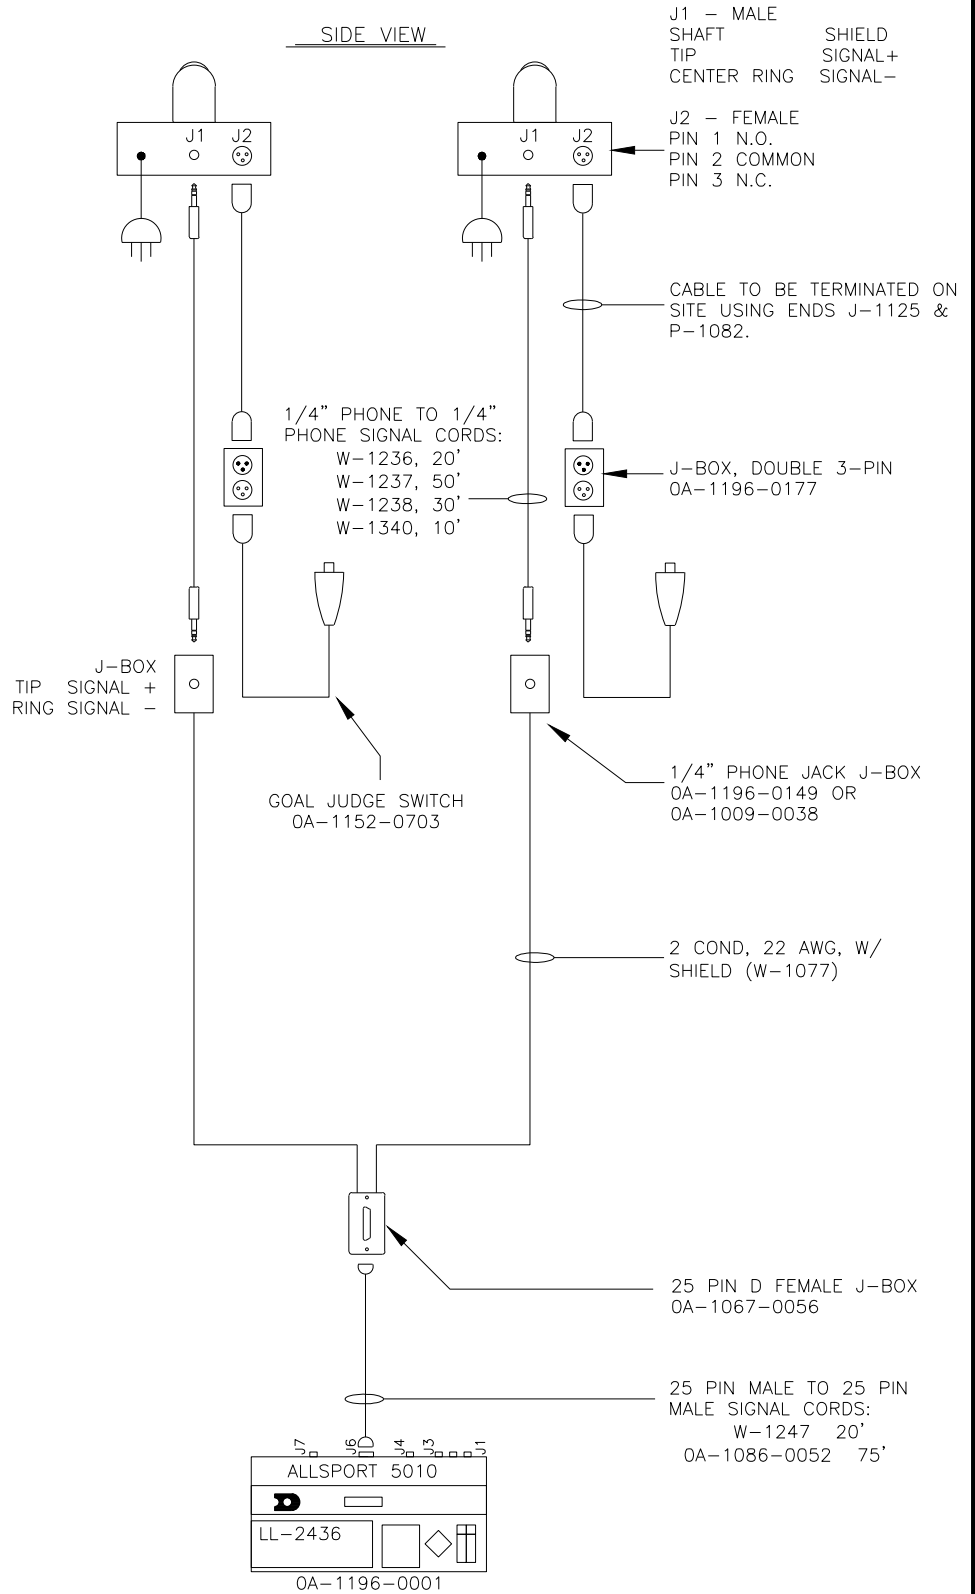 SIDE VIEW
J1 – MALE
SHAFT SHIELD
TIP SIGNAL+
CENTER RING SIGNAL–
J2 – FEMALE
PIN 1 N.O.
PIN 2 COMMON
PIN 3 N.C.
J1 J2
J1 J2
CABLE TO BE TERMINATED ON
SITE USING ENDS J–1125 &
P–1082.
1/4" PHONE TO 1/4"
PHONE SIGNAL CORDS:
W–1236, 20'
W–1237, 50'
W–1238, 30'
W–1340, 10'
J–BOX, DOUBLE 3–PIN
0A–1196–0177
J–BOX
TIP SIGNAL +
RING SIGNAL –
GOAL JUDGE SWITCH
0A–1152–0703
1/4" PHONE JACK J–BOX
0A–1196–0149 OR
0A–1009–0038
2 COND, 22 AWG, W/
SHIELD (W–1077)
25 PIN D FEMALE J–BOX
0A–1067–0056
25 PIN MALE TO 25 PIN
MALE SIGNAL CORDS:
W–1247 20'
0A–1086–0052 75'
J7 J6 J4 J3 J1
ALLSPORT 5010
LL–2436
0A–1196–0001